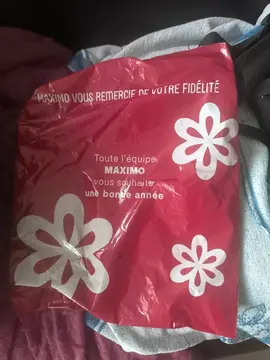 MAXIMO VOUS REMERCIE DE VOTRE FIDÉLITÉ
Toute l'équipe
MAXIMO
vous souhaite
une bonne année